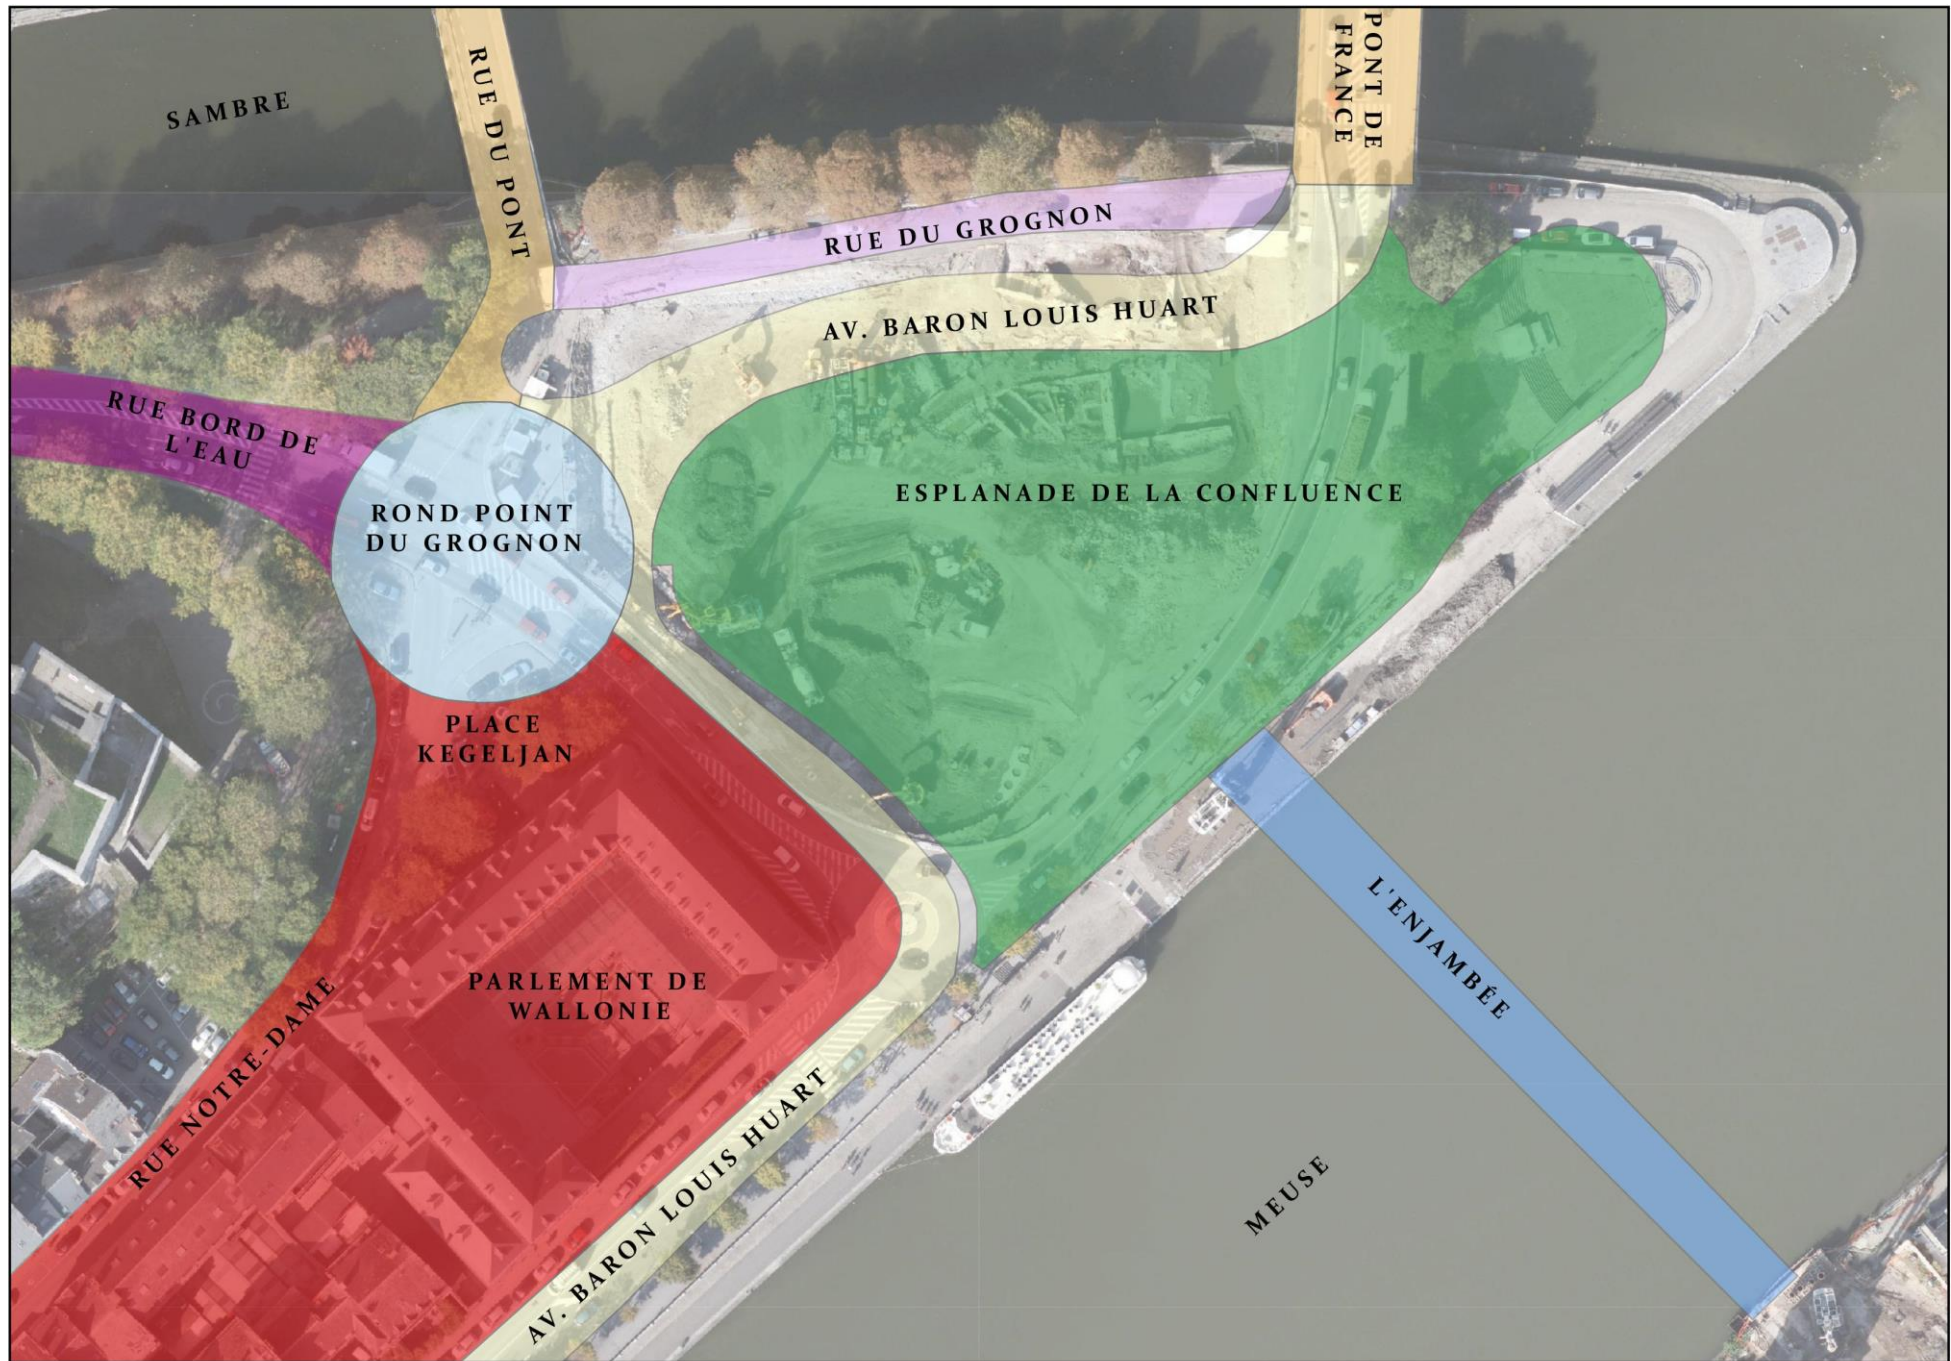 SAMBRE
RUE DU PONT
PONT DE
FRANCE
RUE DU GROGNON
AV. BARON LOUIS HUART
RUE BORD DE
L'EAU
ROND POINT
DU GROGNON
ESPLANADE DE LA CONFLUENCE
PLACE
KEGELJAN
PARLEMENT DE
WALLONIE
L'ENJAMBÉE
RUE NOTRE-DAME
AV. BARON LOUIS HUART
MEUSE